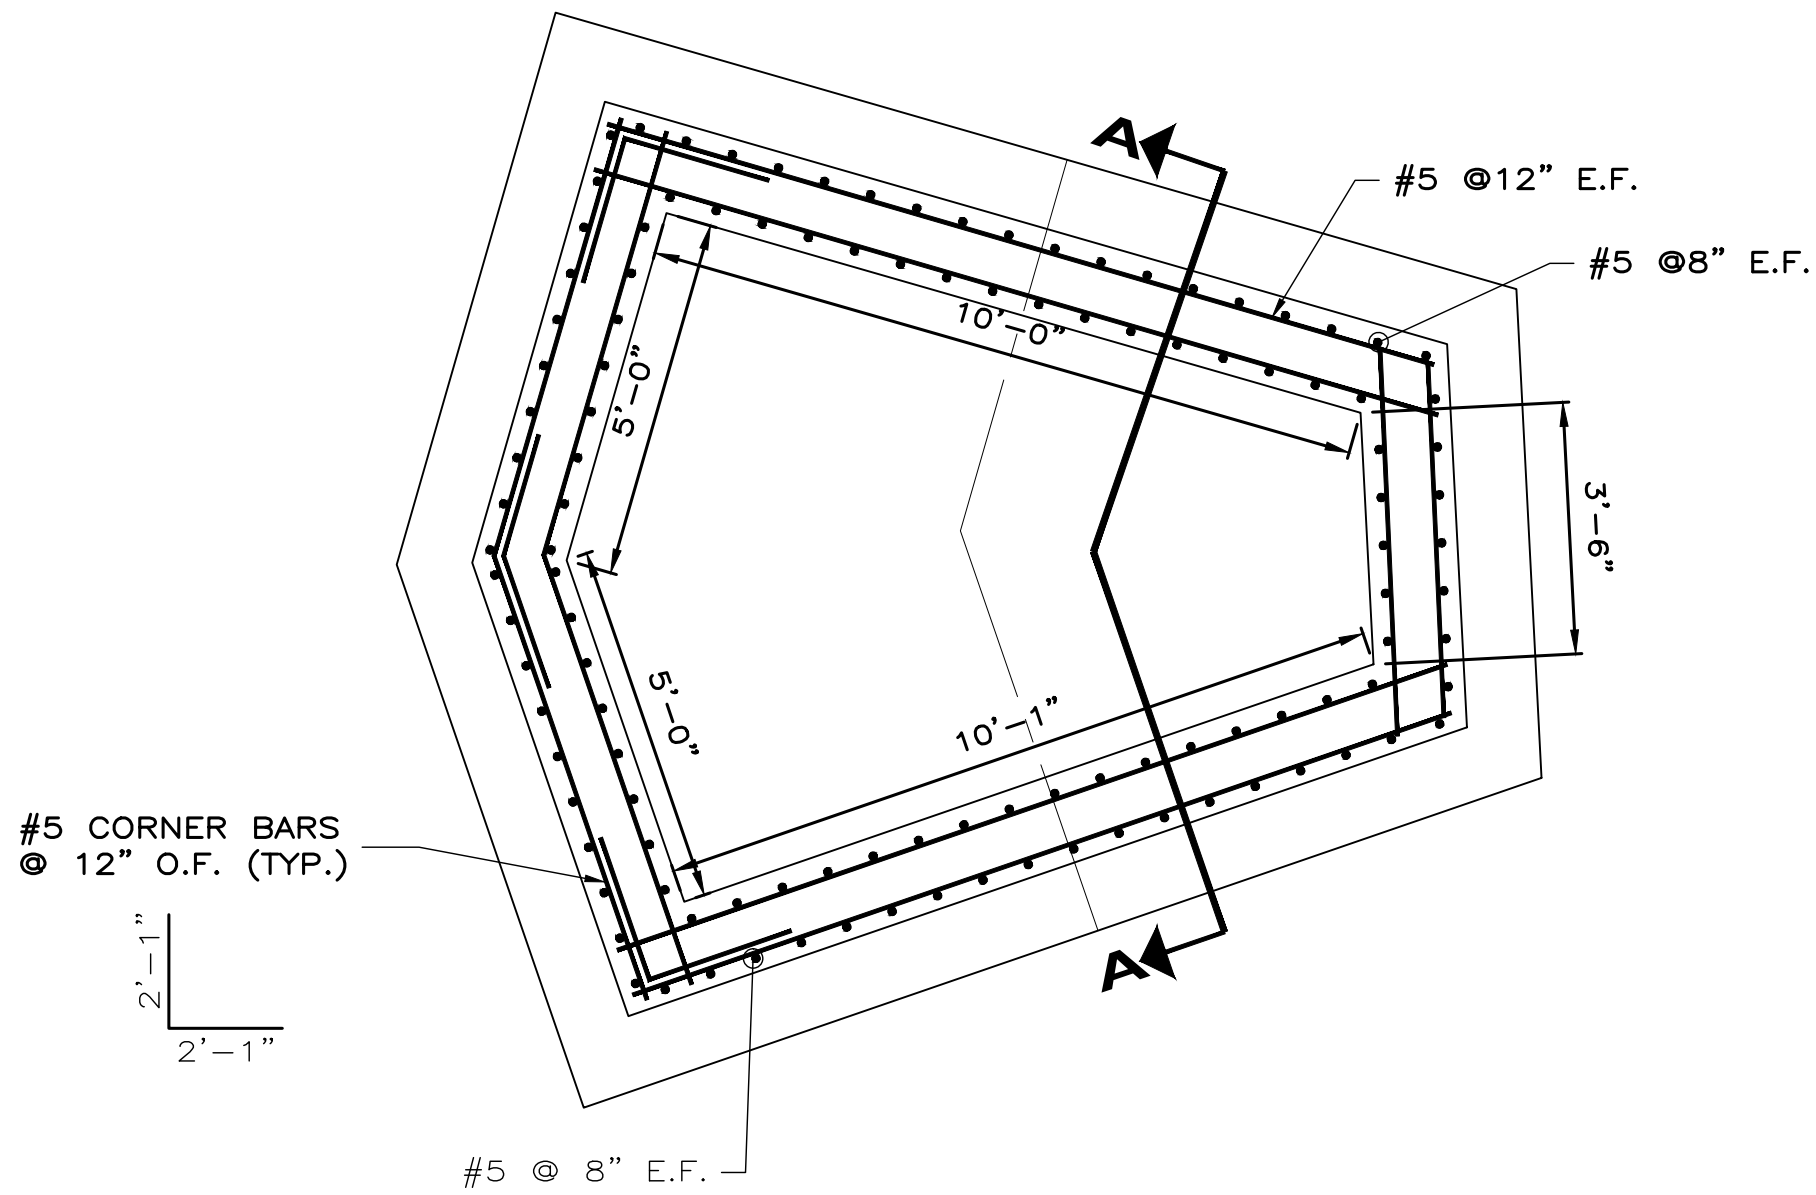 A
#5 @12” E.F.
#5 @8” E.F.
10’–0”
5’–0”
3’–6”
5’–0”
10’–1”
#5 CORNER BARS
@ 12” O.F. (TYP.)
2’–1”
2’–1”
A
#5 @ 8” E.F.